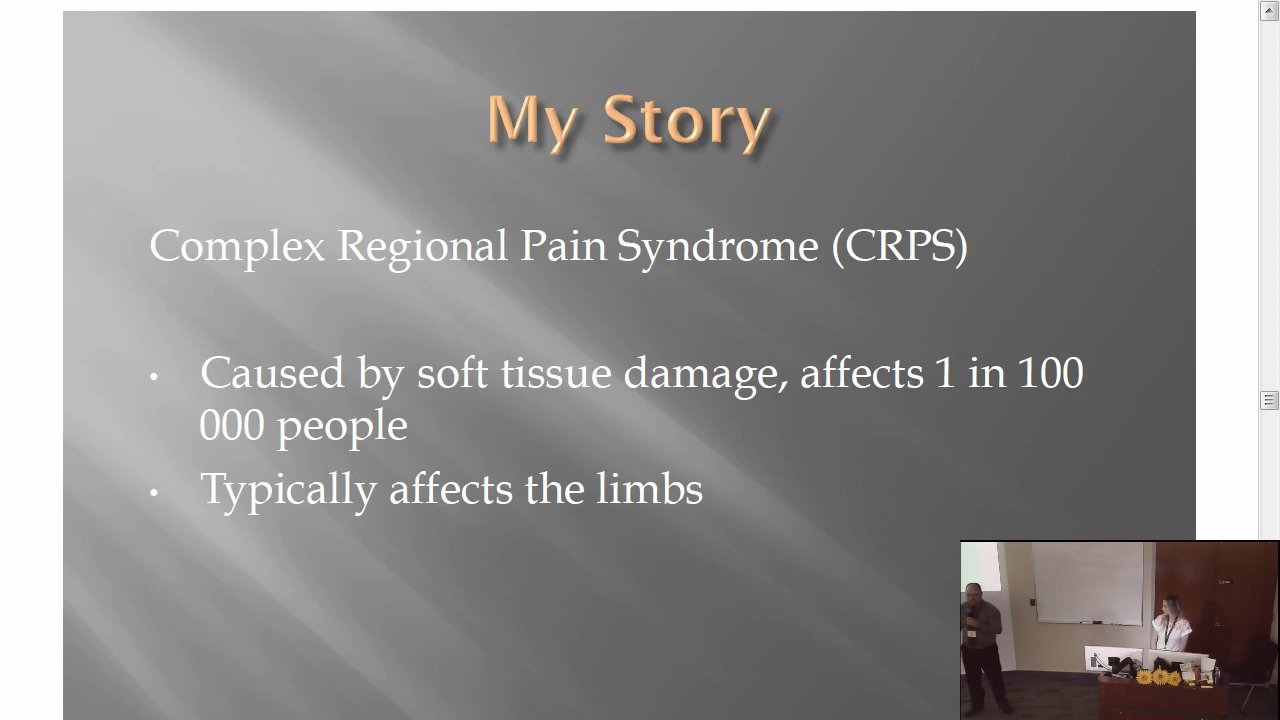 My Story
Complex Regional Pain Syndrome (CRPS)
• Caused by soft tissue damage, affects 1 in 100
000 people
• Typically affects the limbs